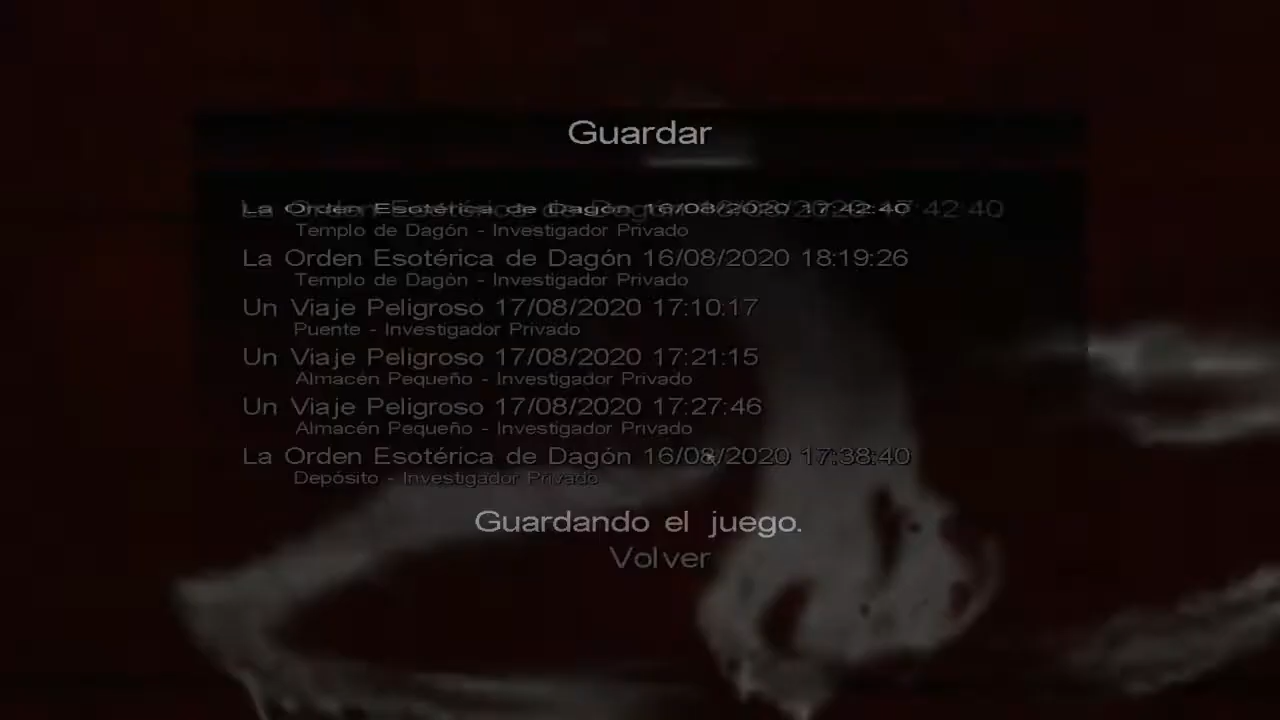 Guardar
La Orden Esotérica de Dagón 16/08/2020 17:42:40
Templo de Dagón - Investigador Privado
La Orden Esotérica de Dagón 16/08/2020 18:19:26
Templo de Dagón - Investigador Privado
Un Viaje Peligroso 17/08/2020 17:10:17
Puente - Investigador Privado
Un Viaje Peligroso 17/08/2020 17:21:15
Almacén Pequeño - Investigador Privado
Un Viaje Peligroso 17/08/2020 17:27:46
Almacén Pequeño - Investigador Privado
La Orden Esotérica de Dagón 16/08/2020 17:38:40
Depósito - Investigador Privado
Guardando el juego.
Volver